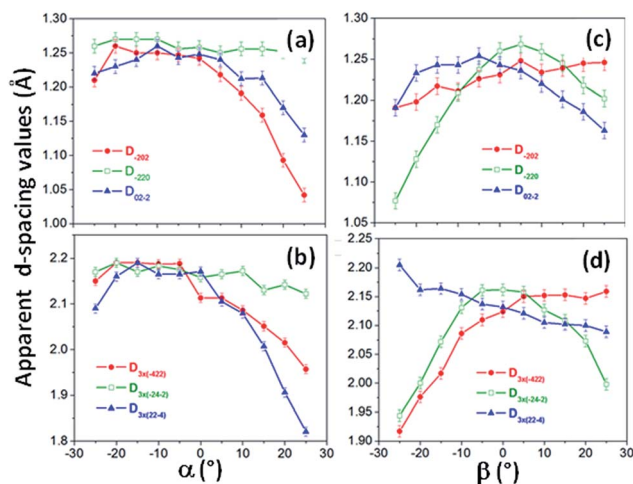 Apparent d-spacing values (Å)
(a)
1.30
1.25
1.20
1.15
1.10
1.05
1.00
D-202
D-220
D02-2
(c)
1.30
1.25
1.20
1.15
1.10
1.05
D-202
D-220
D02-2
(b)
2.2
2.1
2.0
1.9
1.8
D3x(-422)
D3x(-24-2)
D3x(22-4)
-30 -20 -10 0 10 20 30
α (°)
(d)
2.25
2.20
2.15
2.10
2.05
2.00
1.95
1.90
D3x(-422)
D3x(-24-2)
D3x(22-4)
-30 -20 -10 0 10 20 30
β (°)